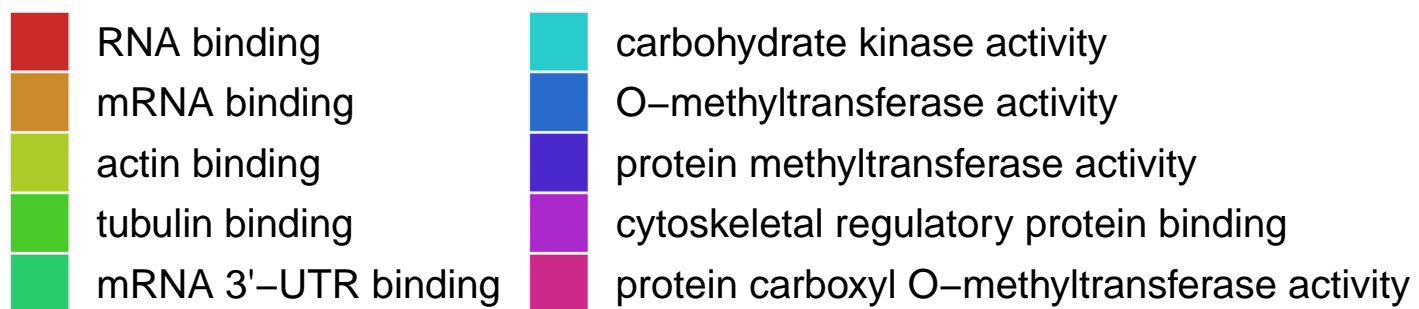 RNA binding
mRNA binding
actin binding
tubulin binding
mRNA 3'−UTR binding
carbohydrate kinase activity
O−methyltransferase activity
protein methyltransferase activity
cytoskeletal regulatory protein binding
protein carboxyl O−methyltransferase activity